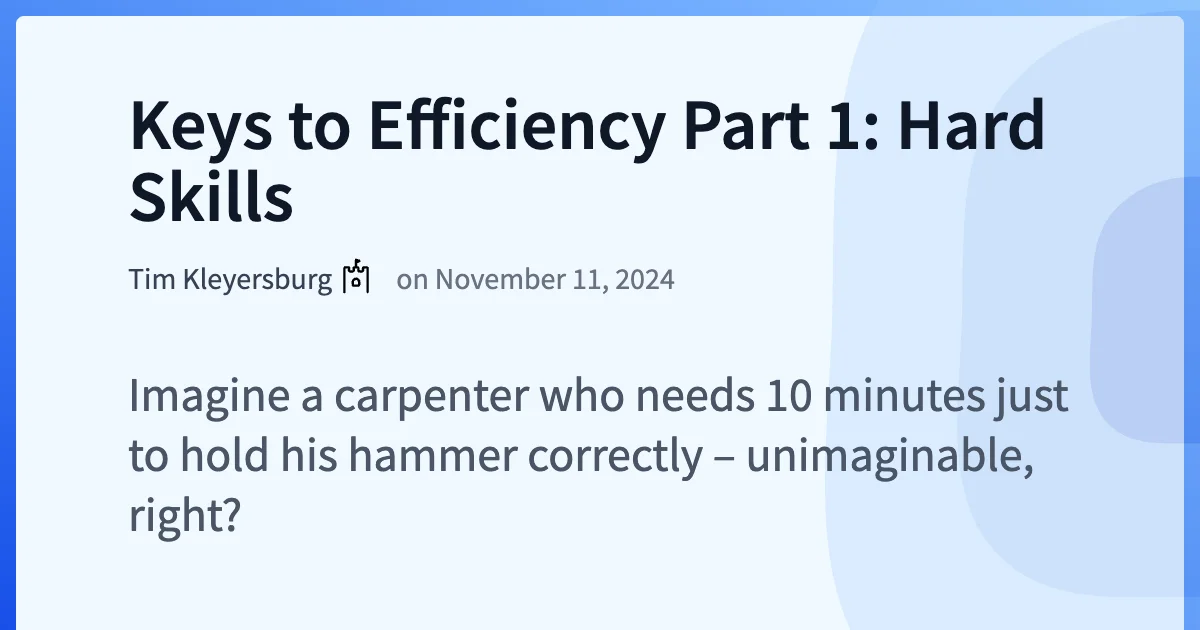 Keys to Efficiency Part 1: Hard
Skills
Tim Kleyersburg on November 11, 2024
Imagine a carpenter who needs 10 minutes just
to hold his hammer correctly – unimaginable,
right?